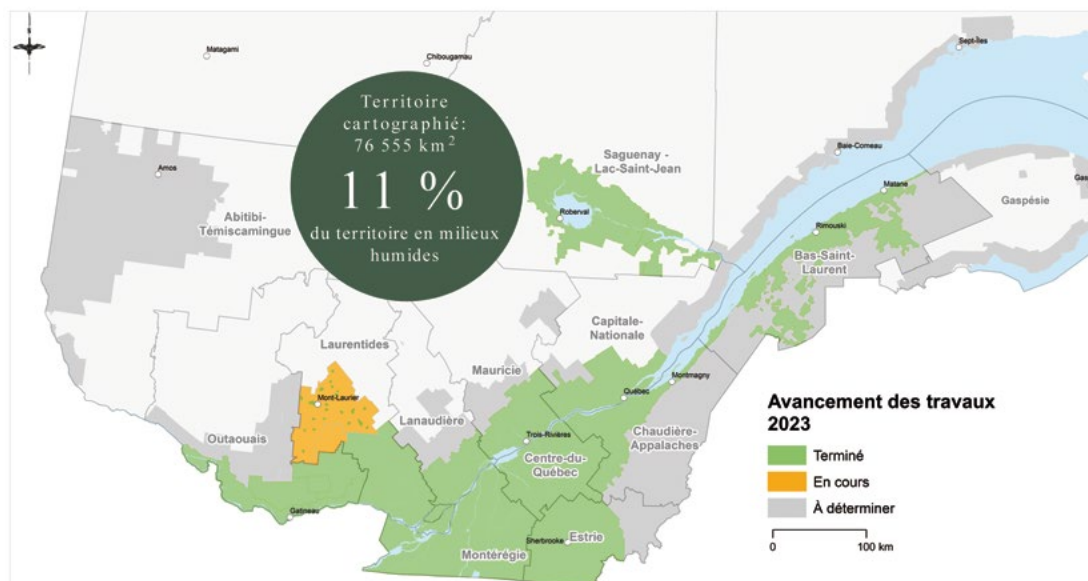 Matagami
Chibougamau
Sept-Îles
Territoire
cartographié:
76 555 km²
11 %
du territoire en milieux
humides
Saguenay -
Lac-Saint-Jean
Baie-Comeau
Amos
Matane
Roberval
Gaspésie
Abitibi-
Témiscamingue
Rimouski
Bas-Saint-
Laurent
Laurentides
Capitale-
Nationale
Mauricie
Mont-Laurier
Québec
Montmagny
Avancement des travaux
2023
Outaouais
Lanaudière
Trois-Rivières
Chaudière-
Appalaches
Centre-du-
Québec
Terminé
En cours
À déterminer
Gatineau
Sherbrooke
Estrie
Montérégie
0
100 km